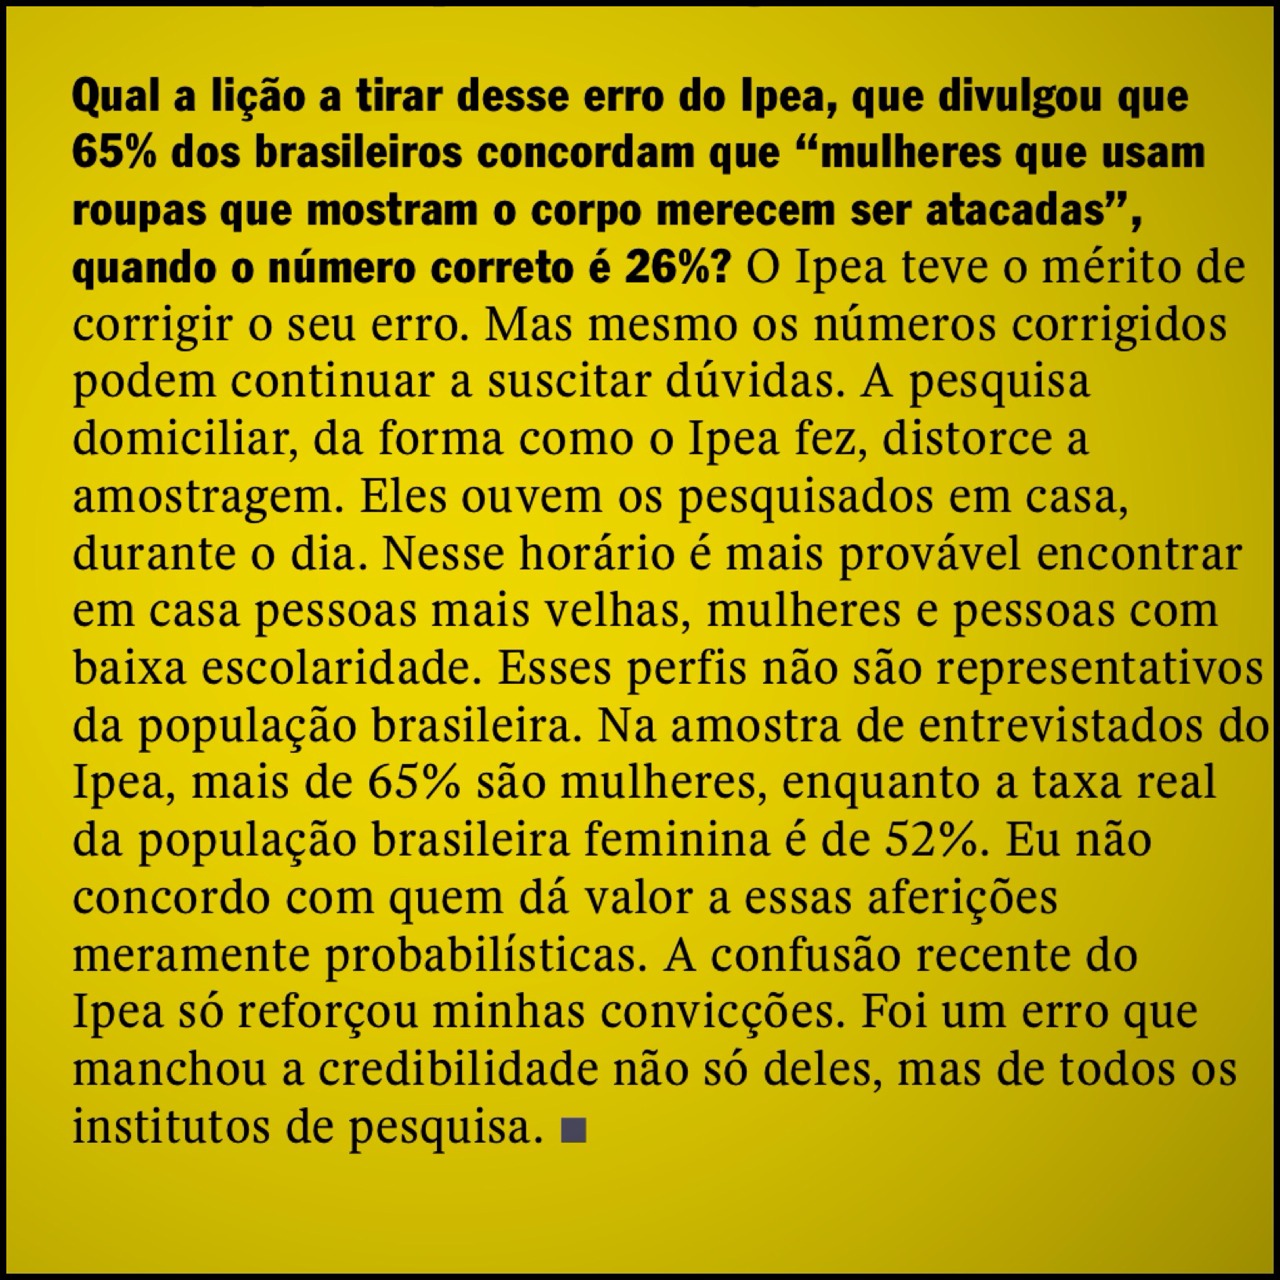 Qual a lição a tirar desse erro do Ipea, que divulgou que
65% dos brasileiros concordam que “mulheres que usam
roupas que mostram o corpo merecem ser atacadas”,
quando o número correto é 26%? O Ipea teve o mérito de
corrigir o seu erro. Mas mesmo os números corrigidos
podem continuar a suscitar dúvidas. A pesquisa
domiciliar, da forma como o Ipea fez, distorce a
amostragem. Eles ouvem os pesquisados em casa,
durante o dia. Nesse horário é mais provável encontrar
em casa pessoas mais velhas, mulheres e pessoas com
baixa escolaridade. Esses perfis não são representativos
da população brasileira. Na amostra de entrevistados do
Ipea, mais de 65% são mulheres, enquanto a taxa real
da população brasileira feminina é de 52%. Eu não
concordo com quem dá valor a essas aferições
meramente probabilísticas. A confusão recente do
Ipea só reforçou minhas convicções. Foi um erro que
manchou a credibilidade não só deles, mas de todos os
institutos de pesquisa. ■